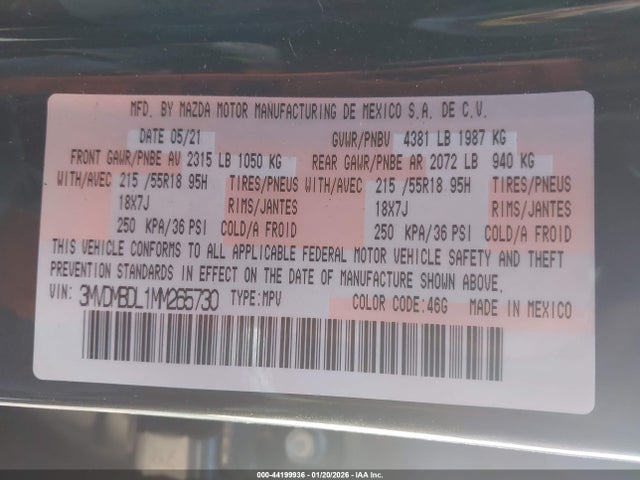 MFD. BY MAZDA MOTOR MANUFACTURING DE MEXICO S.A. DE C.V.
DATE 05/21 GVWR/PNBV 4381 LB 1987 KG
FRONT GAWR/PNBE AV 2315 LB 1050 KG REAR GAWR/PNBE AR 2072 LB 940 KG
WITH/AVEC 215 /55R18 95H TIRES/PNEUS WITH/AVEC 215 /55R18 95H TIRES/PNEUS
18X7J RIMS/JANTES 18X7J RIMS/JANTES
250 KPA/36 PSI COLD/A FROID 250 KPA/36 PSI COLD/A FROID
THIS VEHICLE CONFORMS TO ALL APPLICABLE FEDERAL MOTOR VEHICLE SAFETY AND THEFT
PREVENTION STANDARDS IN EFFECT ON THE DATE OF MANUFACTURE SHOWN ABOVE.
VIN: 3MVDMBDL1MM265730 TYPE:MPV COLOR CODE:46G MADE IN MEXICO
000-44199936 - 01/20/2026 - IAA Inc.